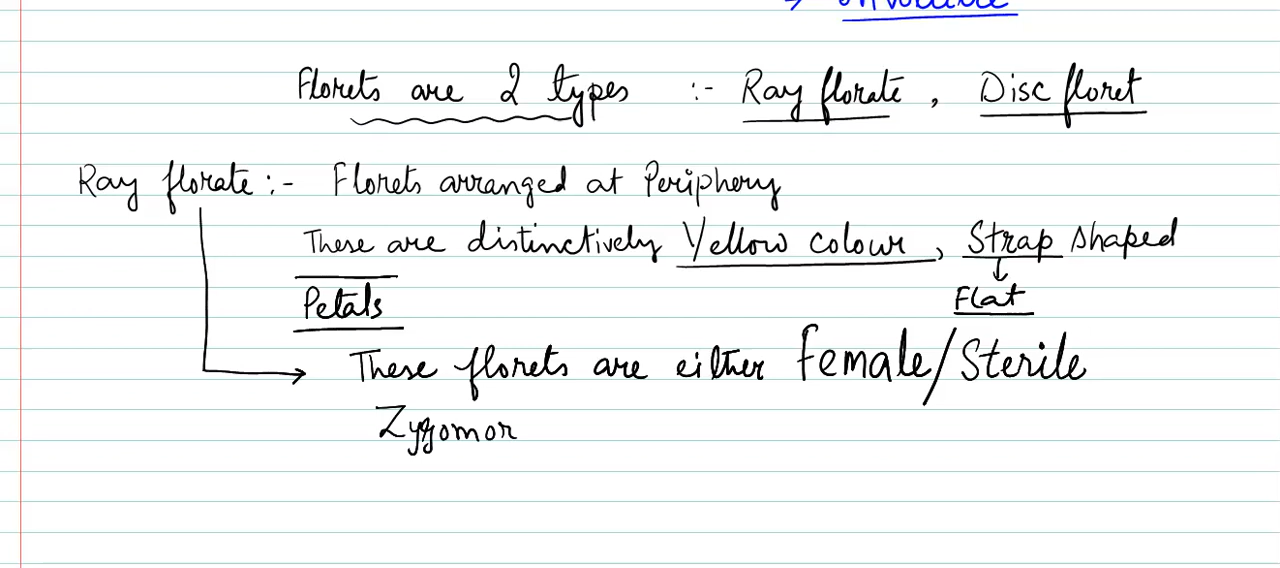 Florets are 2 types :- Ray florate, Disc floret
Ray florate :- Florets arranged at Periphery
These are distinctively Yellow colour, Strap shaped
Petals
Flat
These florets are either Female/Sterile
Zygomor